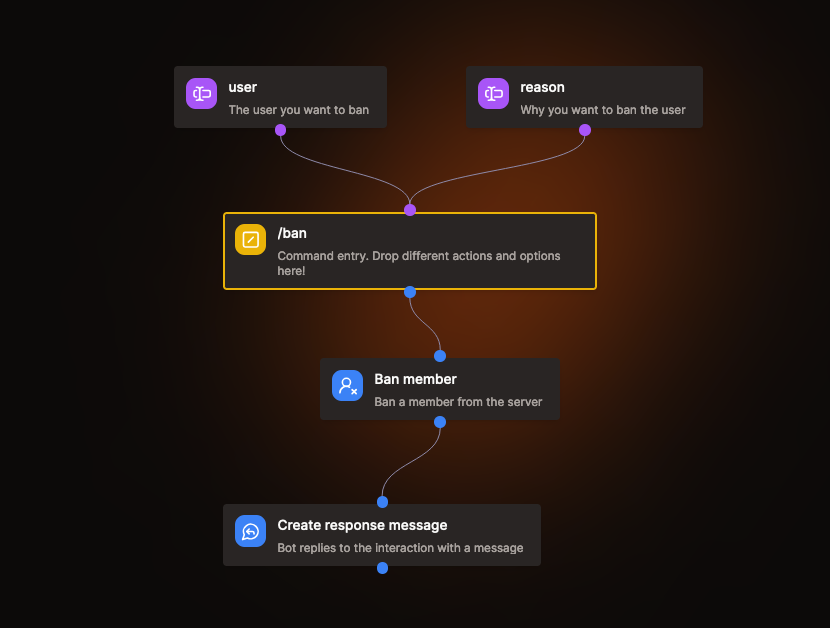 user
The user you want to ban
reason
Why you want to ban the user
/ban
Command entry. Drop different actions and options
here!
Ban member
Ban a member from the server
Create response message
Bot replies to the interaction with a message